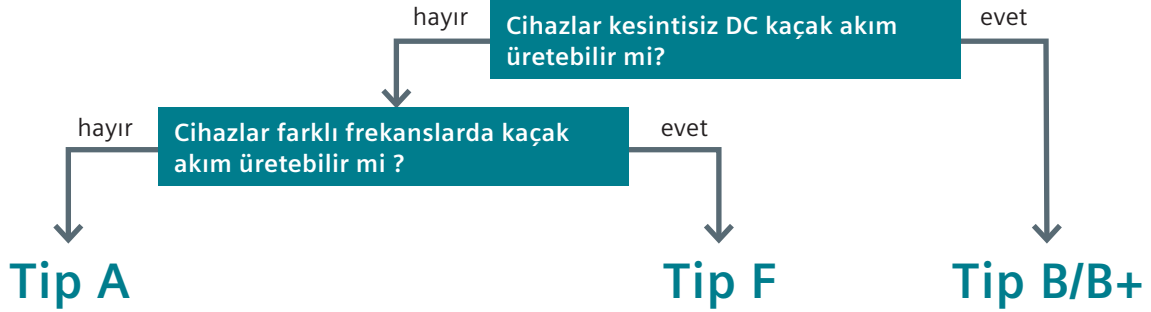 hayır
Cihazlar kesintisiz DC kaçak akım
üretebilir mi?
evet
hayır
Cihazlar farklı frekanslarda kaçak
akım üretebilir mi ?
evet
Tip A
Tip F
Tip B/B+